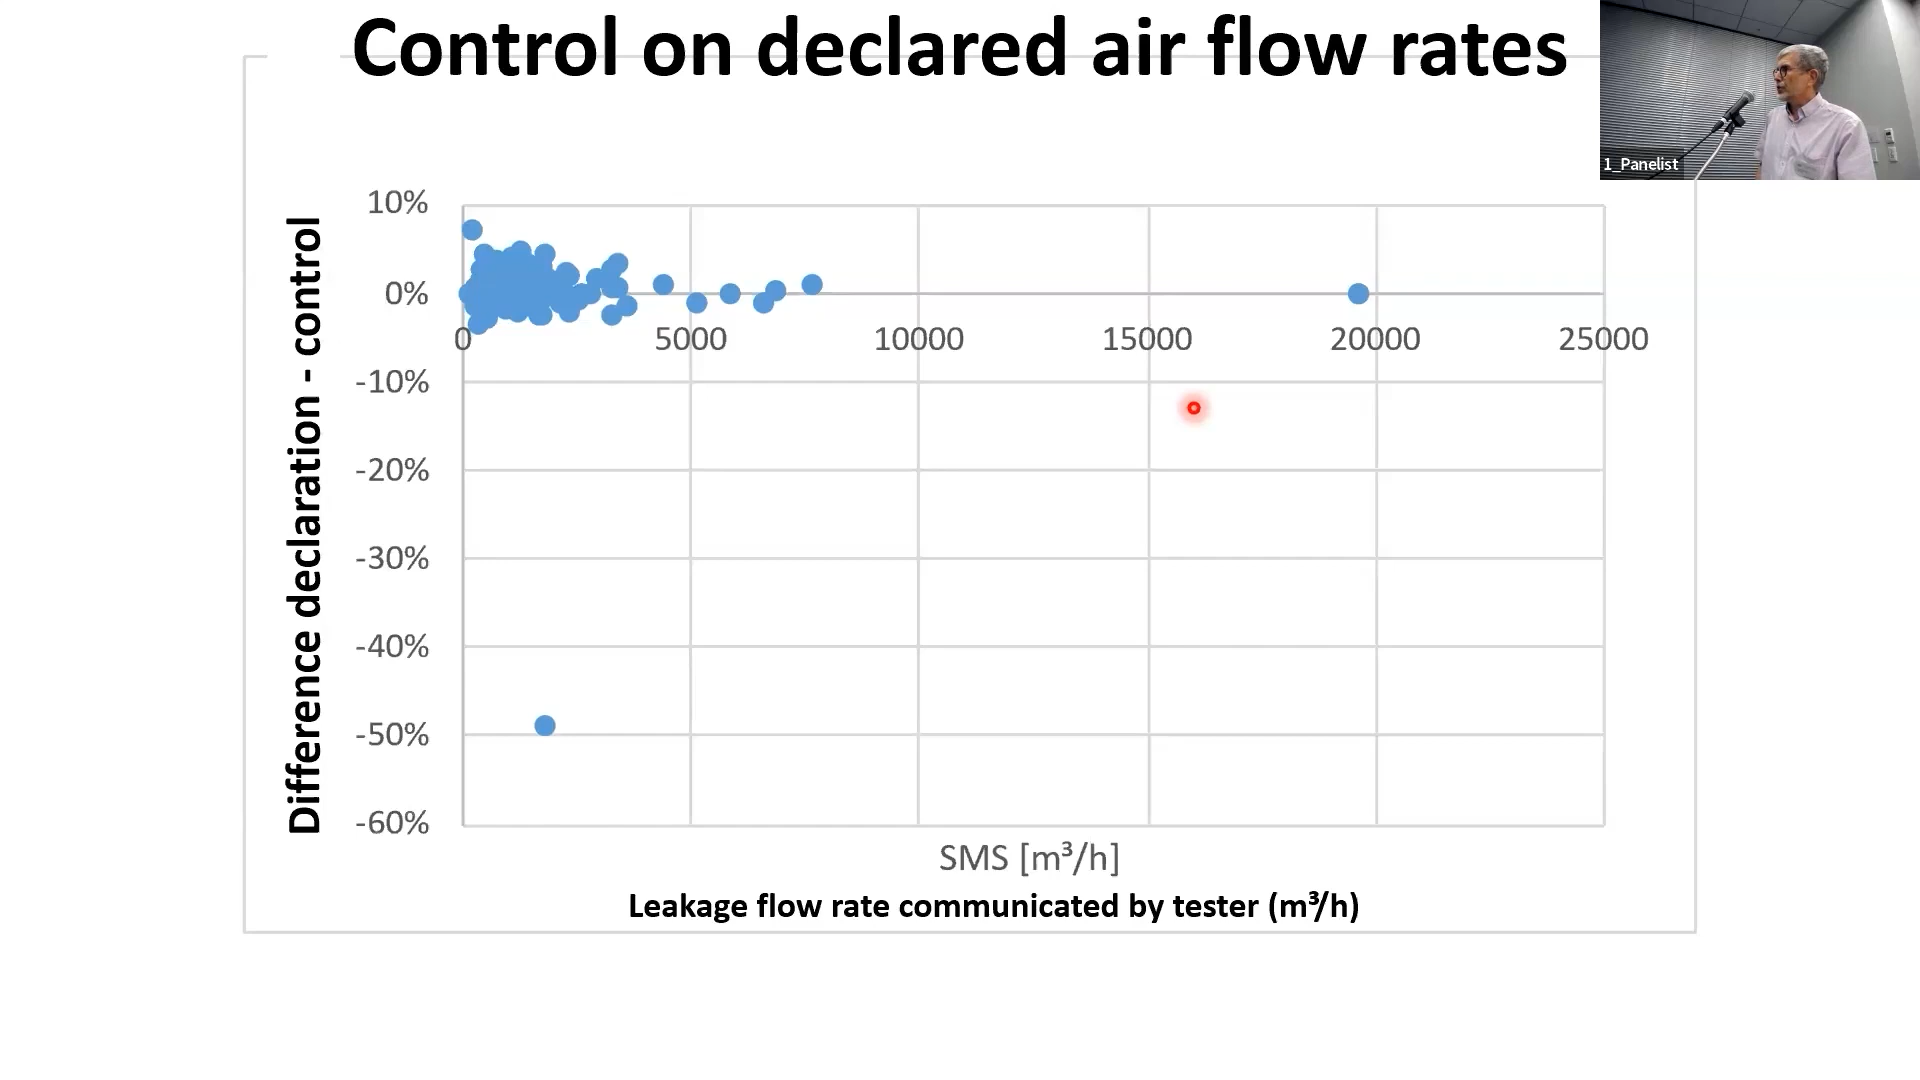 Control on declared air flow rates
1_Panelist
Difference declaration - control
10%
0%
0 5000 10000 15000 20000 25000
-10%
-20%
-30%
-40%
-50%
-60%
SMS [m³/h]
Leakage flow rate communicated by tester (m³/h)